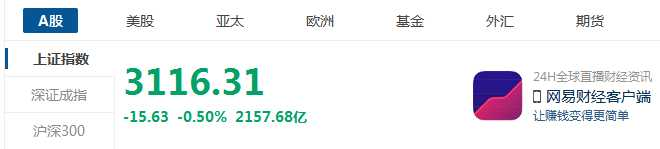 A股 美股 亚太 欧洲 基金 外汇 期货
上证指数
深证成指
沪深300
3116.31
-15.63 -0.50% 2157.68亿
24H全球直播财经资讯
网易财经客户端
让赚钱变得更简单